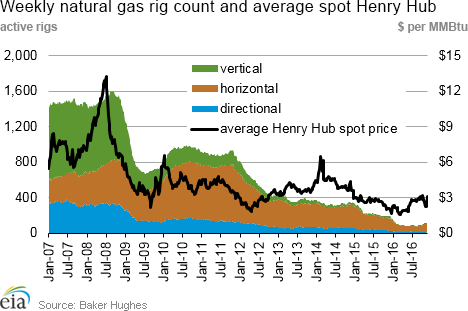 Weekly natural gas rig count and average spot Henry Hub
active rigs $ per MMBtu
2,000 $15
1,600 $12
1,200 $9
800 $6
400 $3
0 $0
vertical
horizontal
directional
average Henry Hub spot price
Jan-07 Jul-07 Jan-08 Jul-08 Jan-09 Jul-09 Jan-10 Jul-10 Jan-11 Jul-11 Jan-12 Jul-12 Jan-13 Jul-13 Jan-14 Jul-14 Jan-15 Jul-15 Jan-16 Jul-16
eia Source: Baker Hughes